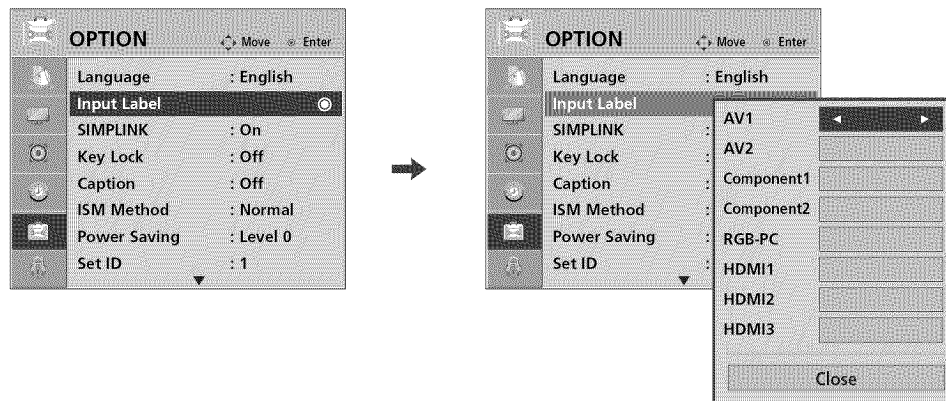 OPTION Move Enter
Language : English
Input Label
SIMPLINK : On
Key Lock : Off
Caption : Off
ISM Method : Normal
Power Saving : Level 0
Set ID : 1
OPTION Move Enter
Language : English
Input Label
SIMPLINK :
Key Lock :
Caption :
ISM Method :
Power Saving :
Set ID :
AV1
AV2
Component1
Component2
RGB-PC
HDMI1
HDMI2
HDMI3
Close